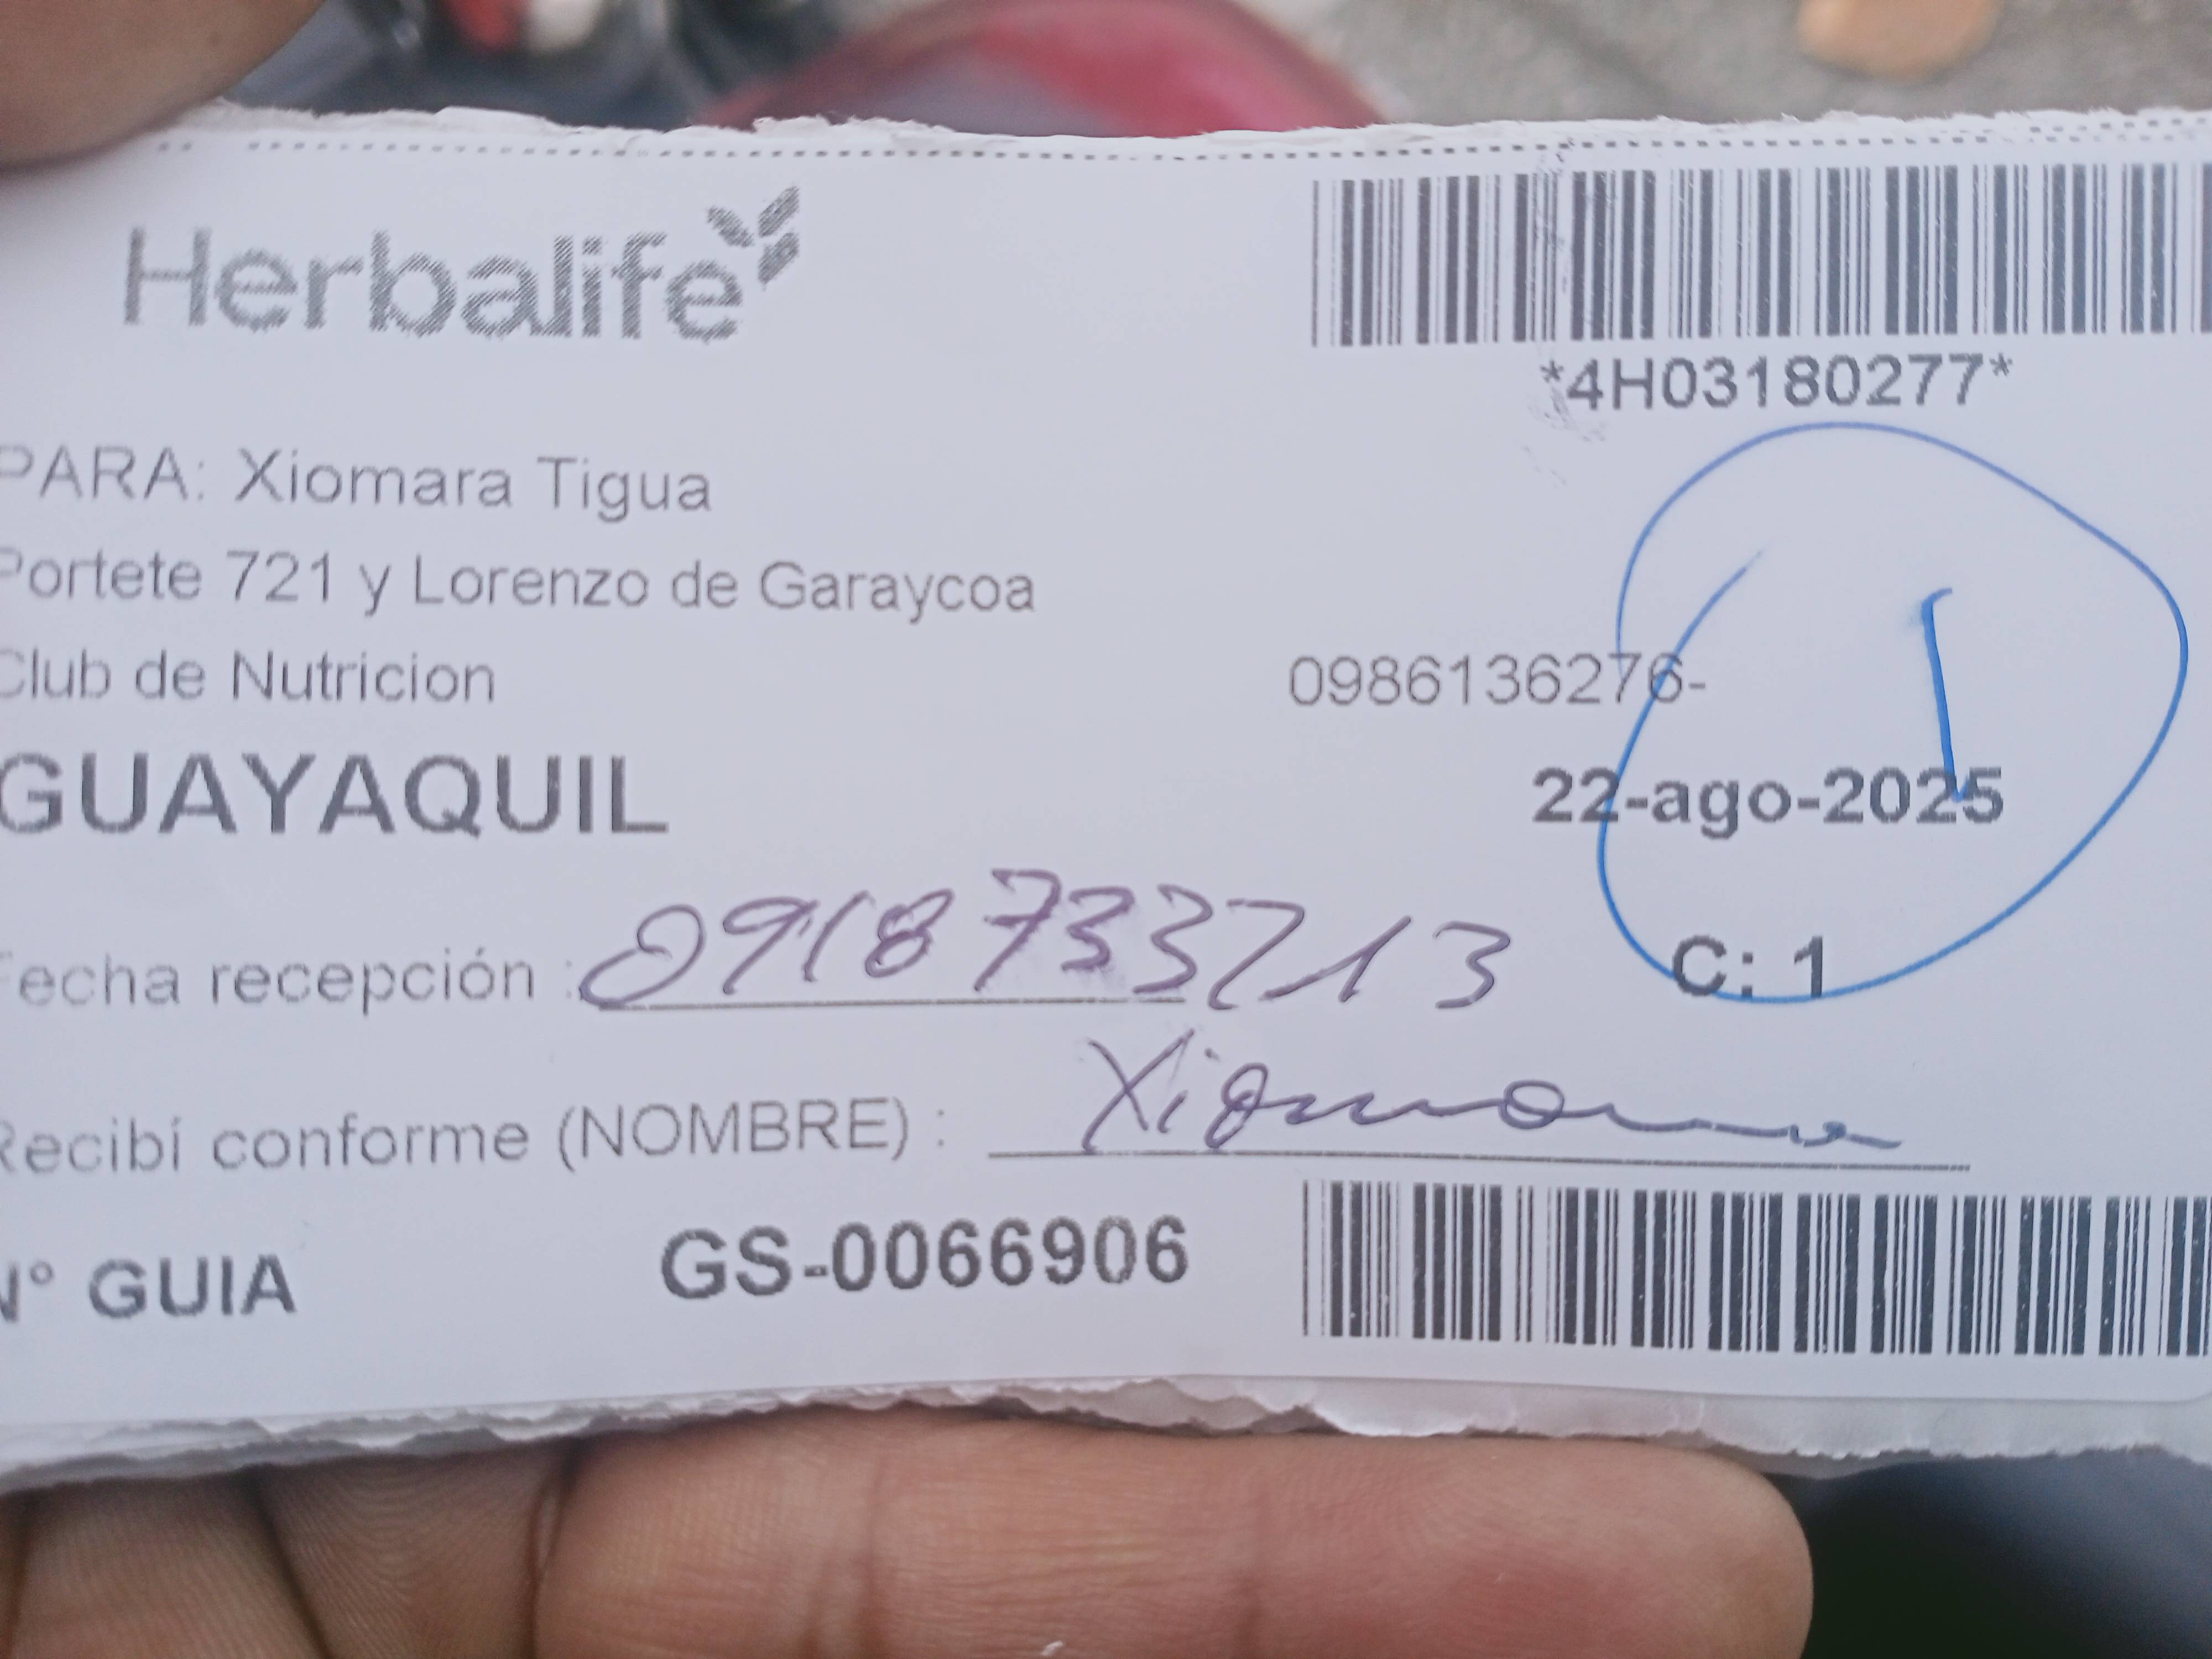 Herbalife
*4H03180277*
PARA: Xiomara Tigua
Portete 721 y Lorenzo de Garaycoa
Club de Nutricion 0986136276-
GUAYAQUIL 22-ago-2025
1
Fecha recepción : C: 1
Recibí conforme (NOMBRE) : Xiomara
N° GUIA GS-0066906